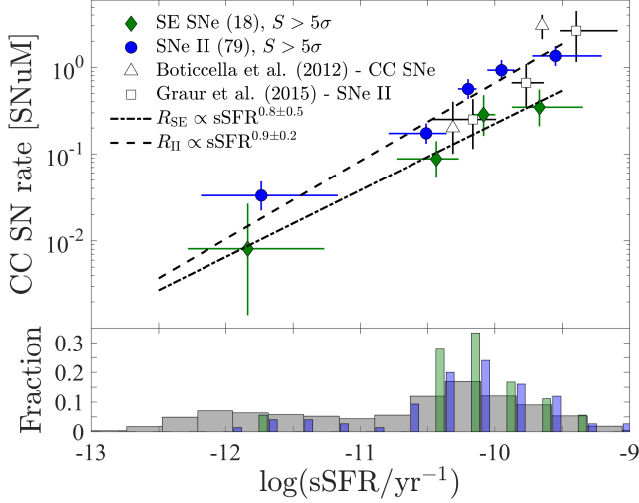 SE SNe (18), S > 5σ
SNe II (79), S > 5σ
Boticcella et al. (2012) - CC SNe
Graur et al. (2015) - SNe II
R_SE ∝ sSFR^0.8±0.5
R_II ∝ sSFR^0.9±0.2
CC SN rate [SNuM]
10^0
10^-1
10^-2
Fraction
0.3
0.2
0.1
0
-13 -12 -11 -10 -9
log(sSFR/yr^-1)